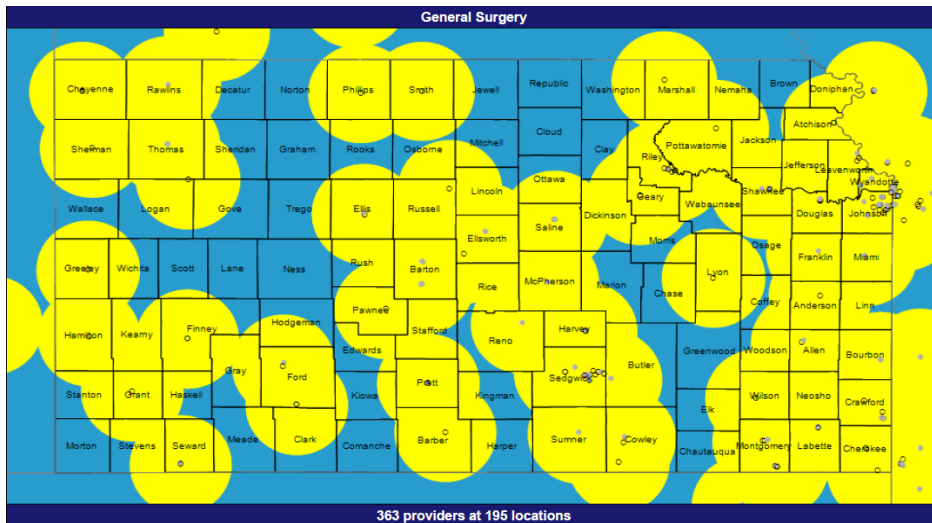 General Surgery
Cheyenne Rawlins Decatur Norton Phillips Smith Jewell Republic Washington Marshall Nemaha Brown Doniphan
Sherman Thomas Sheridan Graham Rooks Osborne Mitchell Cloud Clay Riley Pottawatomie Jackson Atchison
Jefferson Leavenworth Wyandotte
Wallace Logan Gove Trego Ellis Russell Lincoln Ottawa Dickinson Geary Wabaunsee Shawnee Douglas Johnson
Ellsworth Saline Morris Osage Franklin Miami
Greeley Wichita Scott Lane Ness Rush Barton Rice McPherson Marion Chase Lyon Coffey Anderson Linn
Hamilton Kearny Finney Hodgeman Pawnee Stafford Reno Harvey Butler Greenwood Woodson Allen Bourbon
Gray Ford Edwards Pratt Sedgwick
Stanton Grant Haskell Kiowa Kingman Elk Wilson Neosho Crawford
Morton Stevens Seward Meade Clark Comanche Barber Harper Sumner Cowley Chautauqua Montgomery Labette Cherokee
363 providers at 195 locations